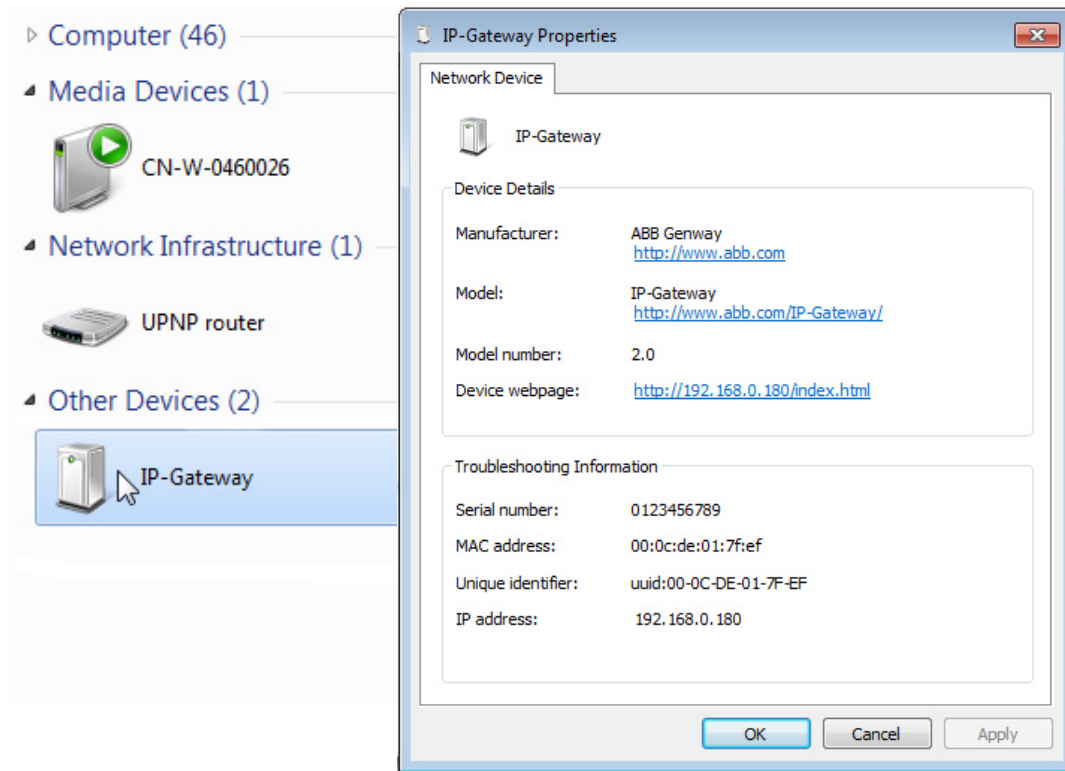 Computer (46)
Media Devices (1)
CN-W-0460026
Network Infrastructure (1)
UPNP router
Other Devices (2)
IP-Gateway
IP-Gateway Properties
Network Device
IP-Gateway
Device Details
Manufacturer: ABB Genway
http://www.abb.com
Model: IP-Gateway
http://www.abb.com/IP-Gateway/
Model number: 2.0
Device webpage: http://192.168.0.180/index.html
Troubleshooting Information
Serial number: 0123456789
MAC address: 00:0c:de:01:7f:ef
Unique identifier: uuid:00-0C-DE-01-7F-EF
IP address: 192.168.0.180
OK Cancel Apply